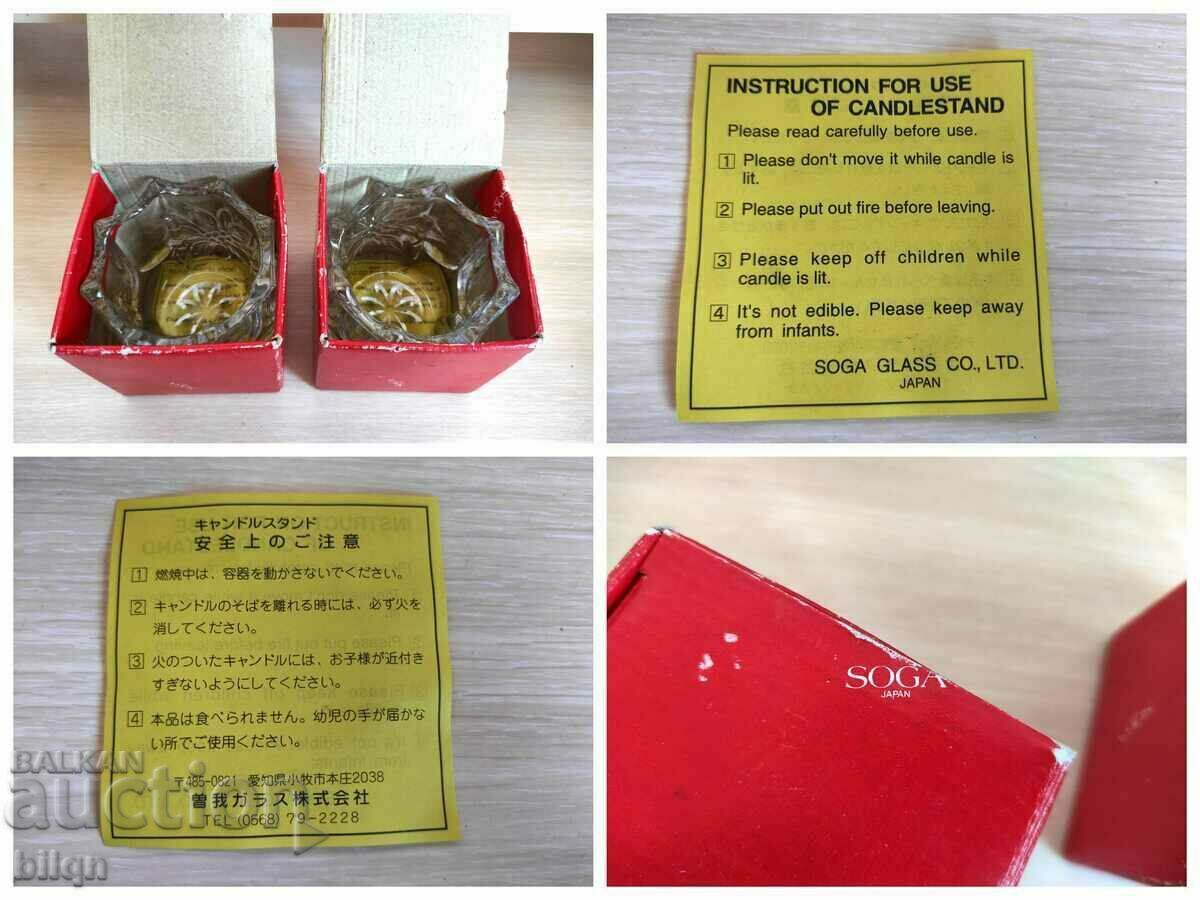 INSTRUCTION FOR USE
OF CANDLESTAND
Please read carefully before use.
1 Please don't move it while candle is
lit.
2 Please put out fire before leaving.
3 Please keep off children while
candle is lit.
4 It's not edible. Please keep away
from infants.
SOGA GLASS CO., LTD.
JAPAN
キャンドルスタンド
安全上のご注意
1 燃焼中は、容器を動かさないでください。
2 キャンドルのそばを離れる時には、必ず火を
消してください。
3 火のついたキャンドルには、お子様が近付き
すぎないようにしてください。
4 本品は食べられません。幼児の手が届かな
い所でご使用ください。
〒485-0821 愛知県小牧市本庄2038
曽我ガラス株式会社
TEL (0568) 79-2228
SOGA
JAPAN
BALKAN
auction
bilqn